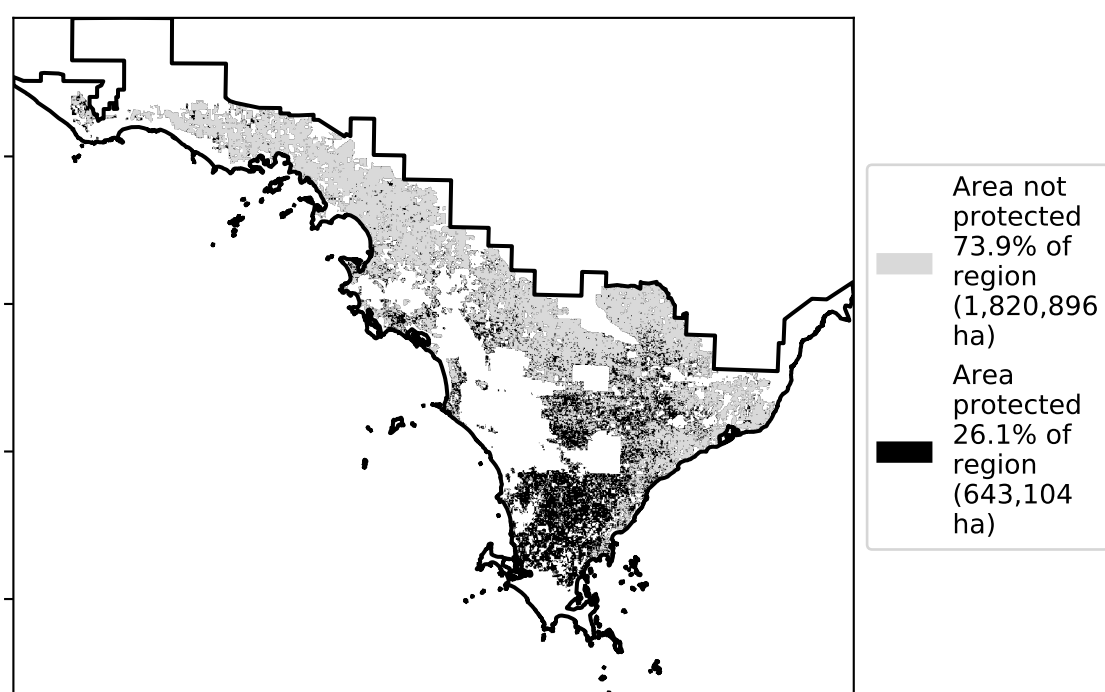 Area not
protected
73.9% of
region
(1,820,896
ha)
Area
protected
26.1% of
region
(643,104
ha)